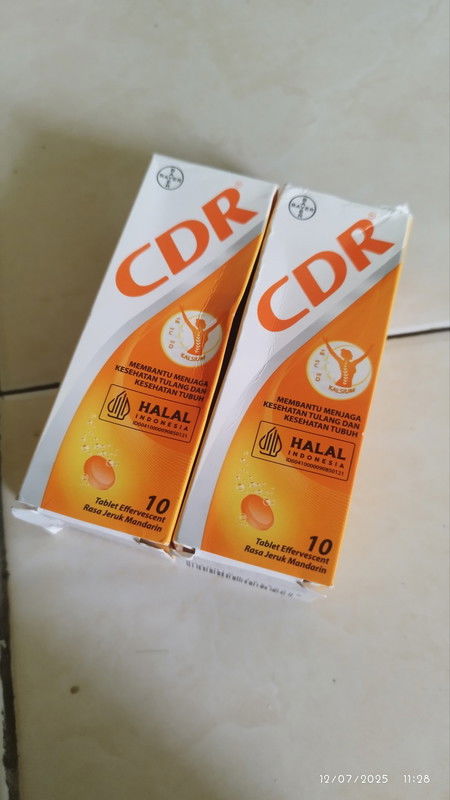 BAYER
CDR®
KALSIUM
MEMBANTU MENJAGA
KESEHATAN TULANG DAN
KESEHATAN TUBUH
HALAL
INDONESIA
ID00410000090850121
10
Tablet Effervescent
Rasa Jeruk Mandarin
BAYER
CDR®
KALSIUM
MEMBANTU MENJAGA
KESEHATAN TULANG DAN
KESEHATAN TUBUH
HALAL
INDONESIA
ID00410000090850121
10
Tablet Effervescent
Rasa Jeruk Mandarin
12/07/2025 11:28